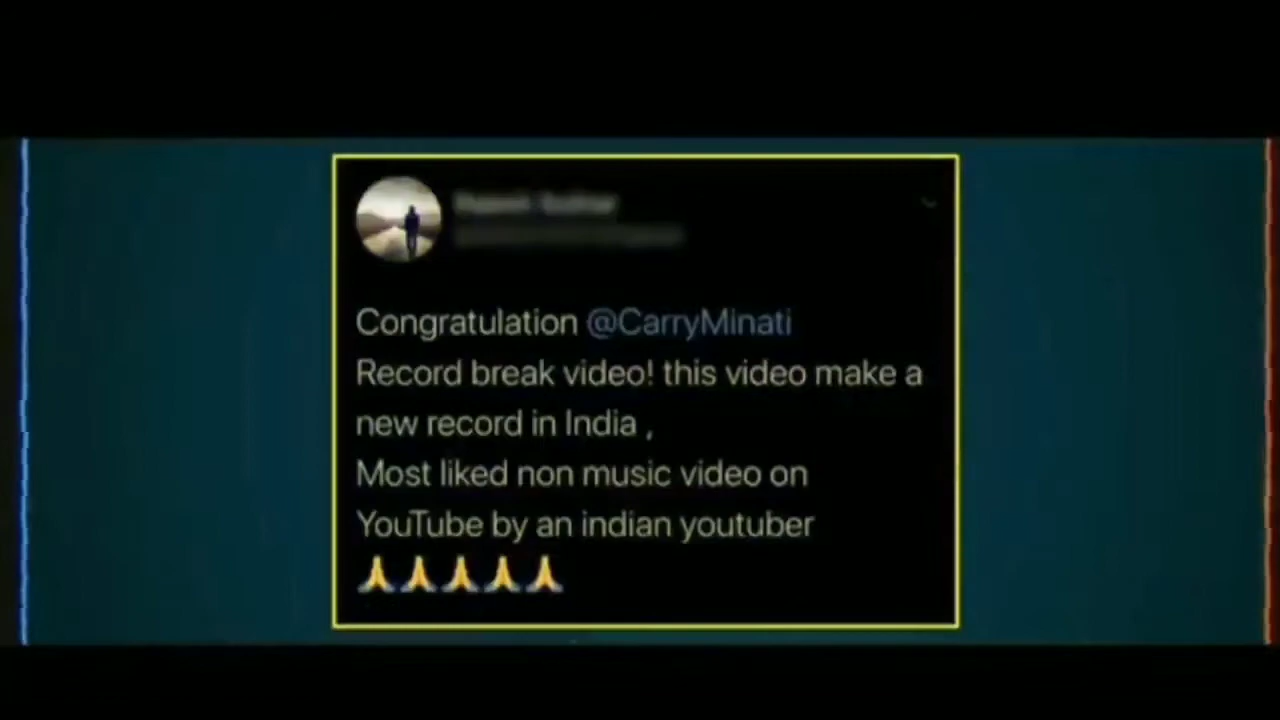 Congratulation @CarryMinati
Record break video! this video make a
new record in India ,
Most liked non music video on
YouTube by an indian youtuber
🙏🙏🙏🙏🙏